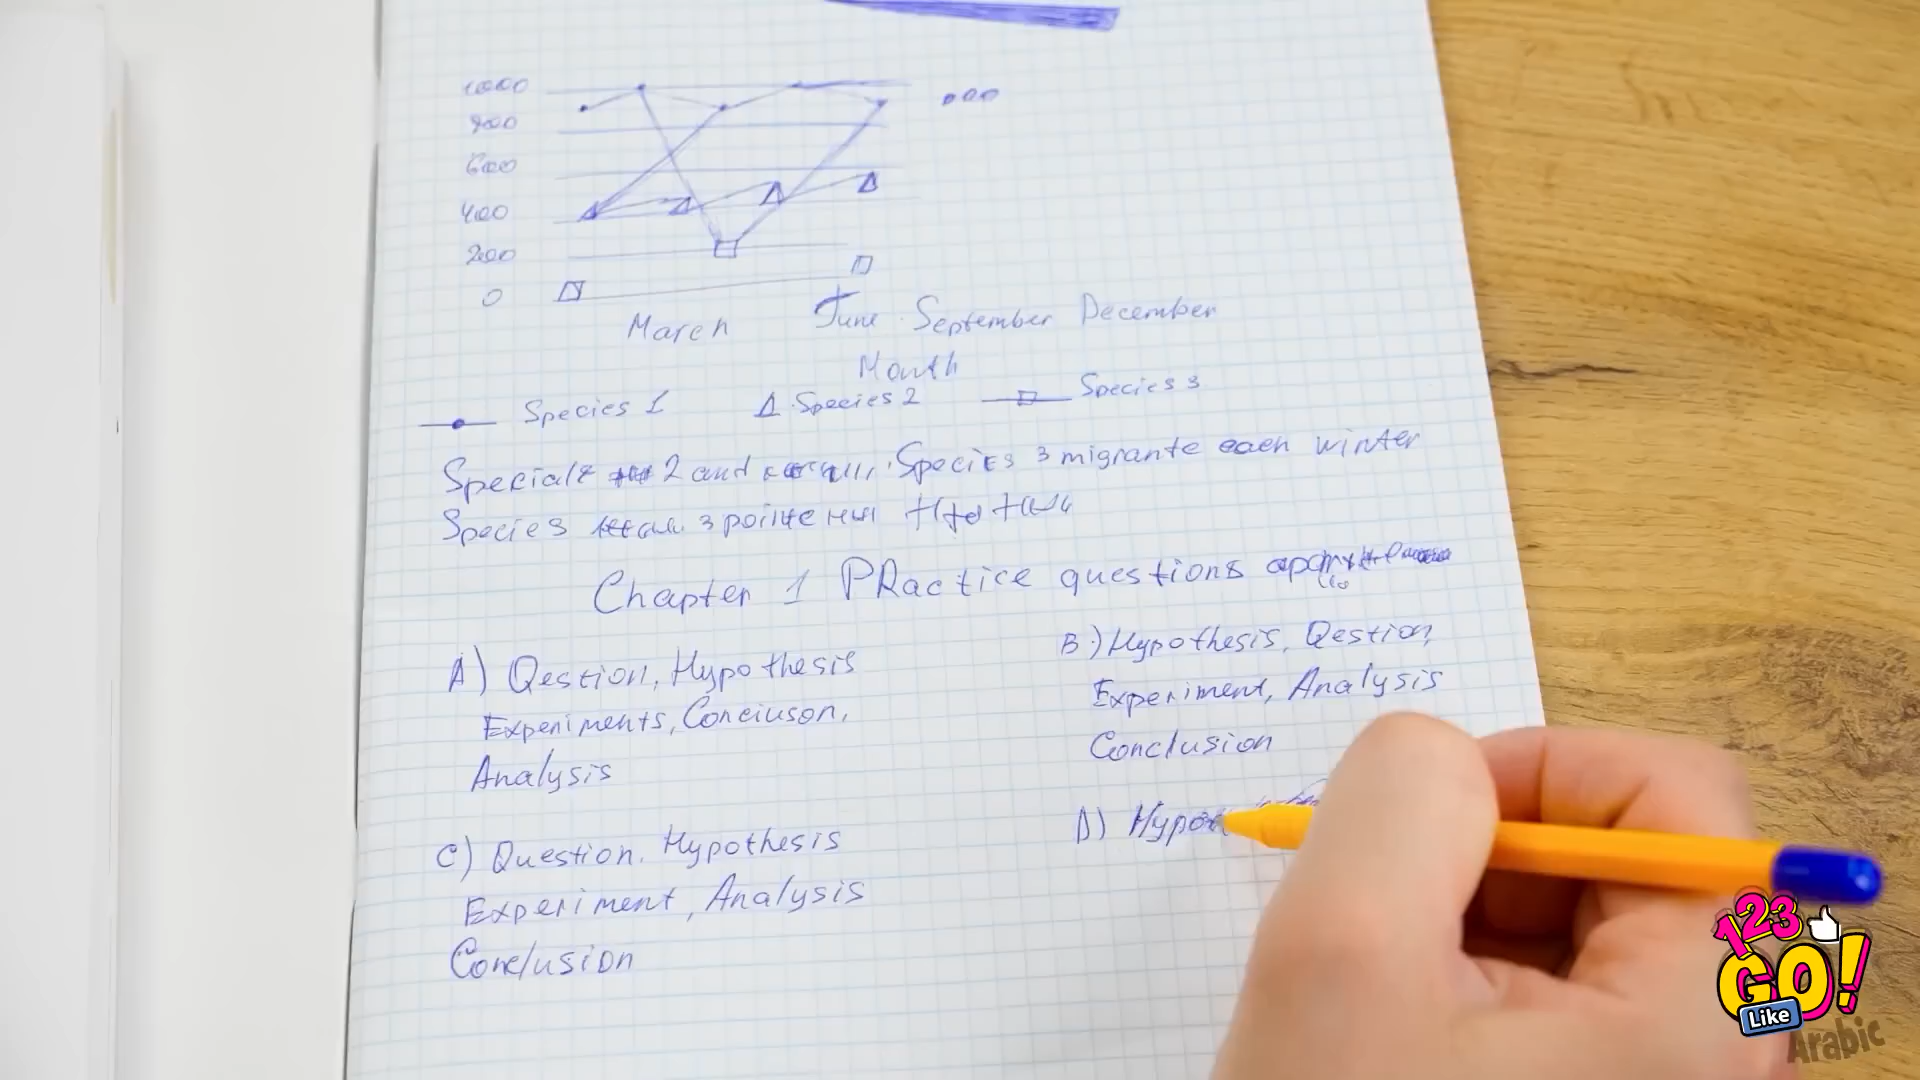 1000
800
600
400
200
0
March June September December
Month
Species 1 Species 2 Species 3
2 and Species 3 migrante each winter
Specie 3
Chapter 1 PRactice questions
A) Qestion, Hypothesis
Experiments, Conciuson,
Analysis
B) Hypothesis, Qestion,
Experiment, Analysis
Conclusion
C) Question. Hypothesis
Experiment, Analysis
Conclusion
D) Hypot
123
GO!
Like
Arabic